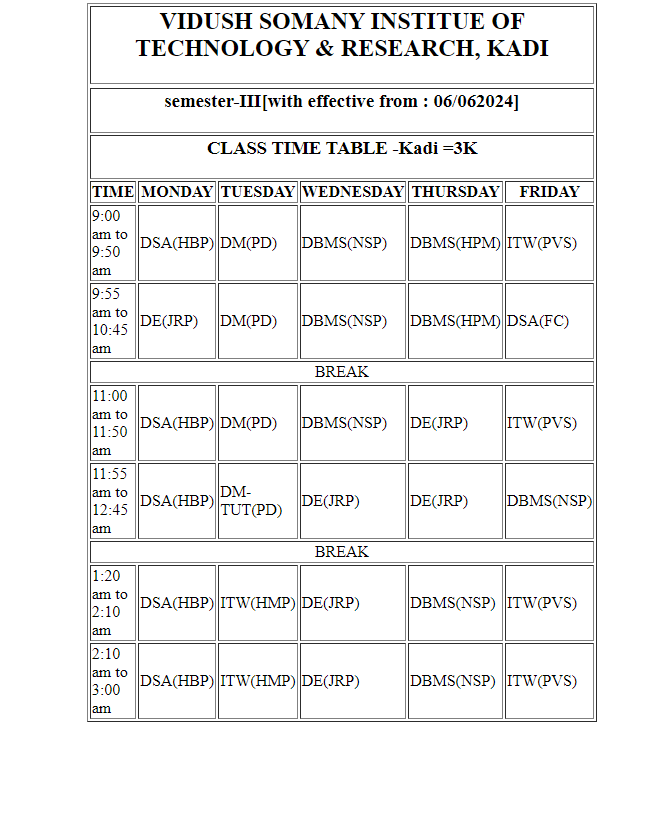 VIDUSH SOMANY INSTITUE OF
TECHNOLOGY & RESEARCH, KADI
semester-III[with effective from : 06/062024]
CLASS TIME TABLE -Kadi =3K
TIME MONDAY TUESDAY WEDNESDAY THURSDAY FRIDAY
9:00
am to
9:50
am
DSA(HBP) DM(PD) DBMS(NSP) DBMS(HPM) ITW(PVS)
9:55
am to
10:45
am
DE(JRP) DM(PD) DBMS(NSP) DBMS(HPM) DSA(FC)
BREAK
11:00
am to
11:50
am
DSA(HBP) DM(PD) DBMS(NSP) DE(JRP) ITW(PVS)
11:55
am to
12:45
am
DSA(HBP) DM-
TUT(PD) DE(JRP) DE(JRP) DBMS(NSP)
BREAK
1:20
am to
2:10
am
DSA(HBP) ITW(HMP) DE(JRP) DBMS(NSP) ITW(PVS)
2:10
am to
3:00
am
DSA(HBP) ITW(HMP) DE(JRP) DBMS(NSP) ITW(PVS)